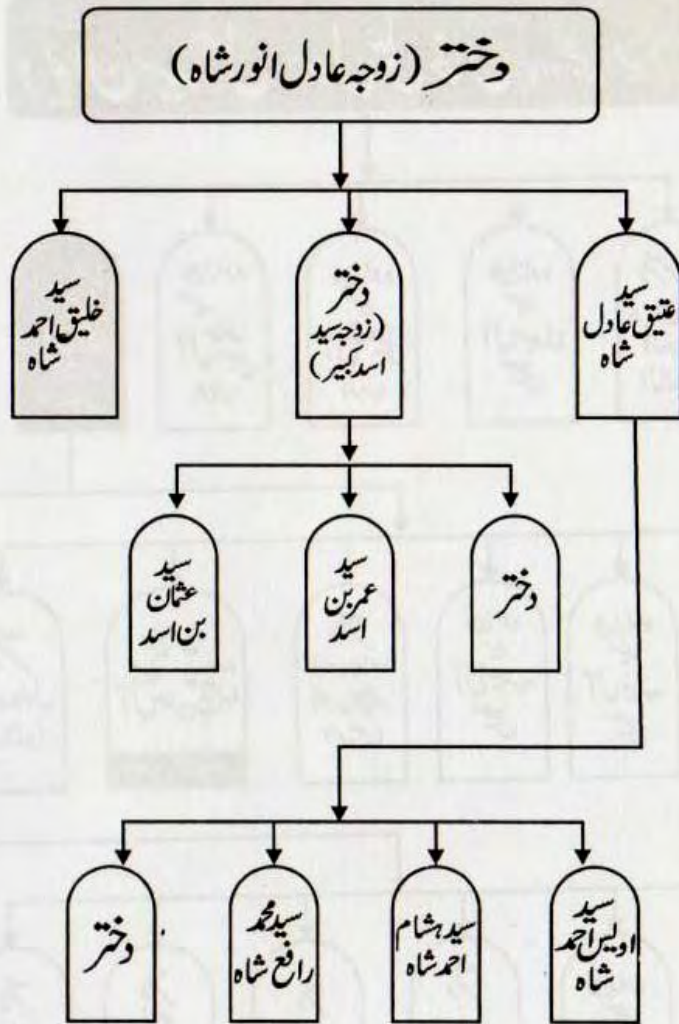 دختر (زوجہ عادل انور شاہ)
سید
عتیق عادل
شاہ
دختر
(زوجہ سید
اسد کبیر)
سید
خلیق احمد
شاہ
دختر
سید
عمر بن
اسد
سید
عثمان
بن اسد
سید
اویس احمد
شاہ
سید ہشام
احمد شاہ
سید محمد
رافع شاہ
دختر